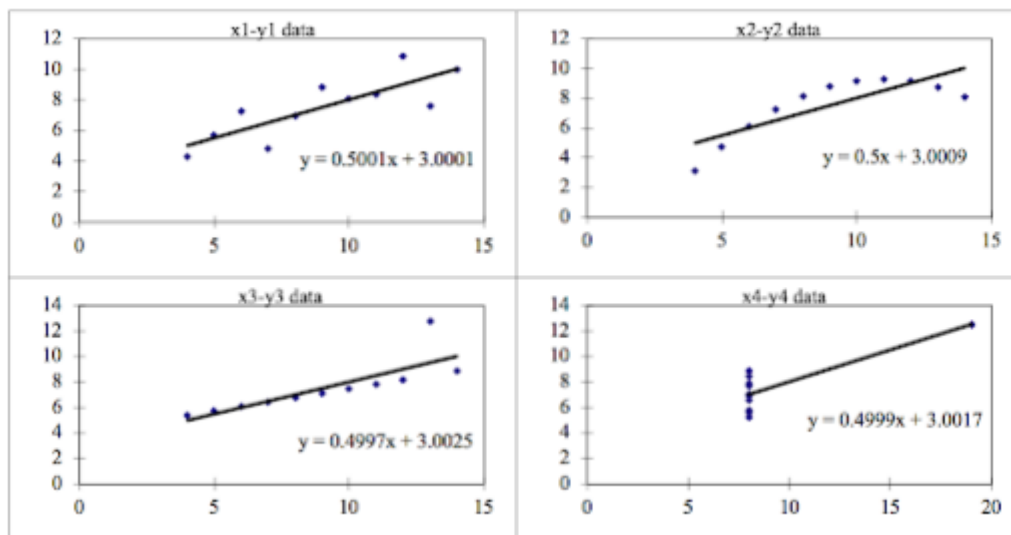 x1-y1 data
12
10
8
6
4
2
0
0 5 10 15
y = 0.5001x + 3.0001
x2-y2 data
12
10
8
6
4
2
0
0 5 10 15
y = 0.5x + 3.0009
x3-y3 data
14
12
10
8
6
4
2
0
0 5 10 15
y = 0.4997x + 3.0025
x4-y4 data
14
12
10
8
6
4
2
0
0 5 10 15 20
y = 0.4999x + 3.0017